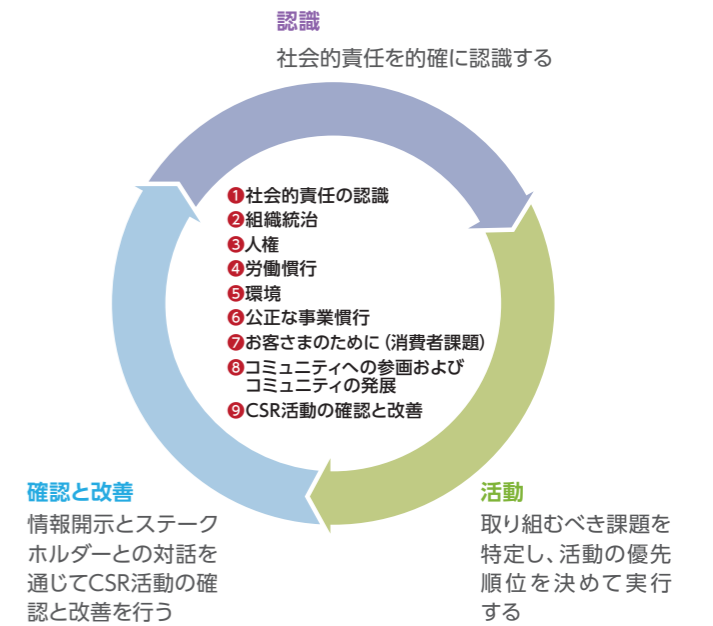 認識
社会的責任を的確に認識する
❶社会的責任の認識
❷組織統治
❸人権
❹労働慣行
❺環境
❻公正な事業慣行
❼お客さまのために（消費者課題）
❽コミュニティへの参画および
コミュニティの発展
❾CSR活動の確認と改善
確認と改善
情報開示とステーク
ホルダーとの対話を
通じてCSR活動の確
認と改善を行う
活動
取り組むべき課題を
特定し、活動の優先
順位を決めて実行
する